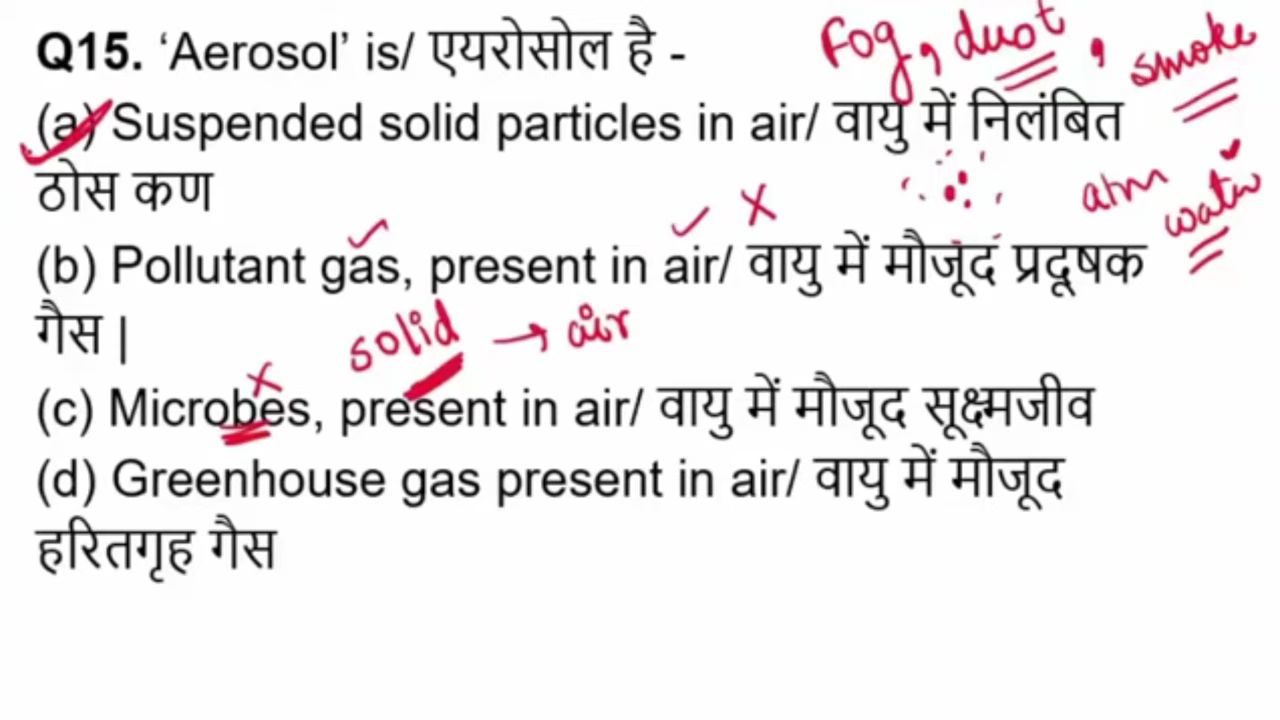 Q15. ‘Aerosol’ is/ एयरोसोल है -
Fog, dust, smoke
(a) Suspended solid particles in air/ वायु में निलंबित
ठोस कण
atm water
(b) Pollutant gas, present in air/ वायु में मौजूद प्रदूषक
गैस |
solid → air
(c) Microbes, present in air/ वायु में मौजूद सूक्ष्मजीव
(d) Greenhouse gas present in air/ वायु में मौजूद
हरितगृह गैस